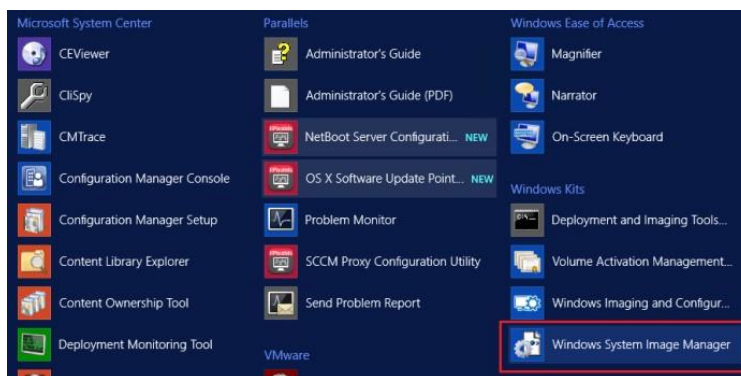 Microsoft System Center
CEViewer
CliSpy
CMTrace
Configuration Manager Console
Configuration Manager Setup
Content Library Explorer
Content Ownership Tool
Deployment Monitoring Tool
Parallels
Administrator's Guide
Administrator's Guide (PDF)
NetBoot Server Configurati... NEW
OS X Software Update Point... NEW
Problem Monitor
SCCM Proxy Configuration Utility
Send Problem Report
VMware
Windows Ease of Access
Magnifier
Narrator
On-Screen Keyboard
Windows Kits
Deployment and Imaging Tools...
Volume Activation Management...
Windows Imaging and Configur...
Windows System Image Manager